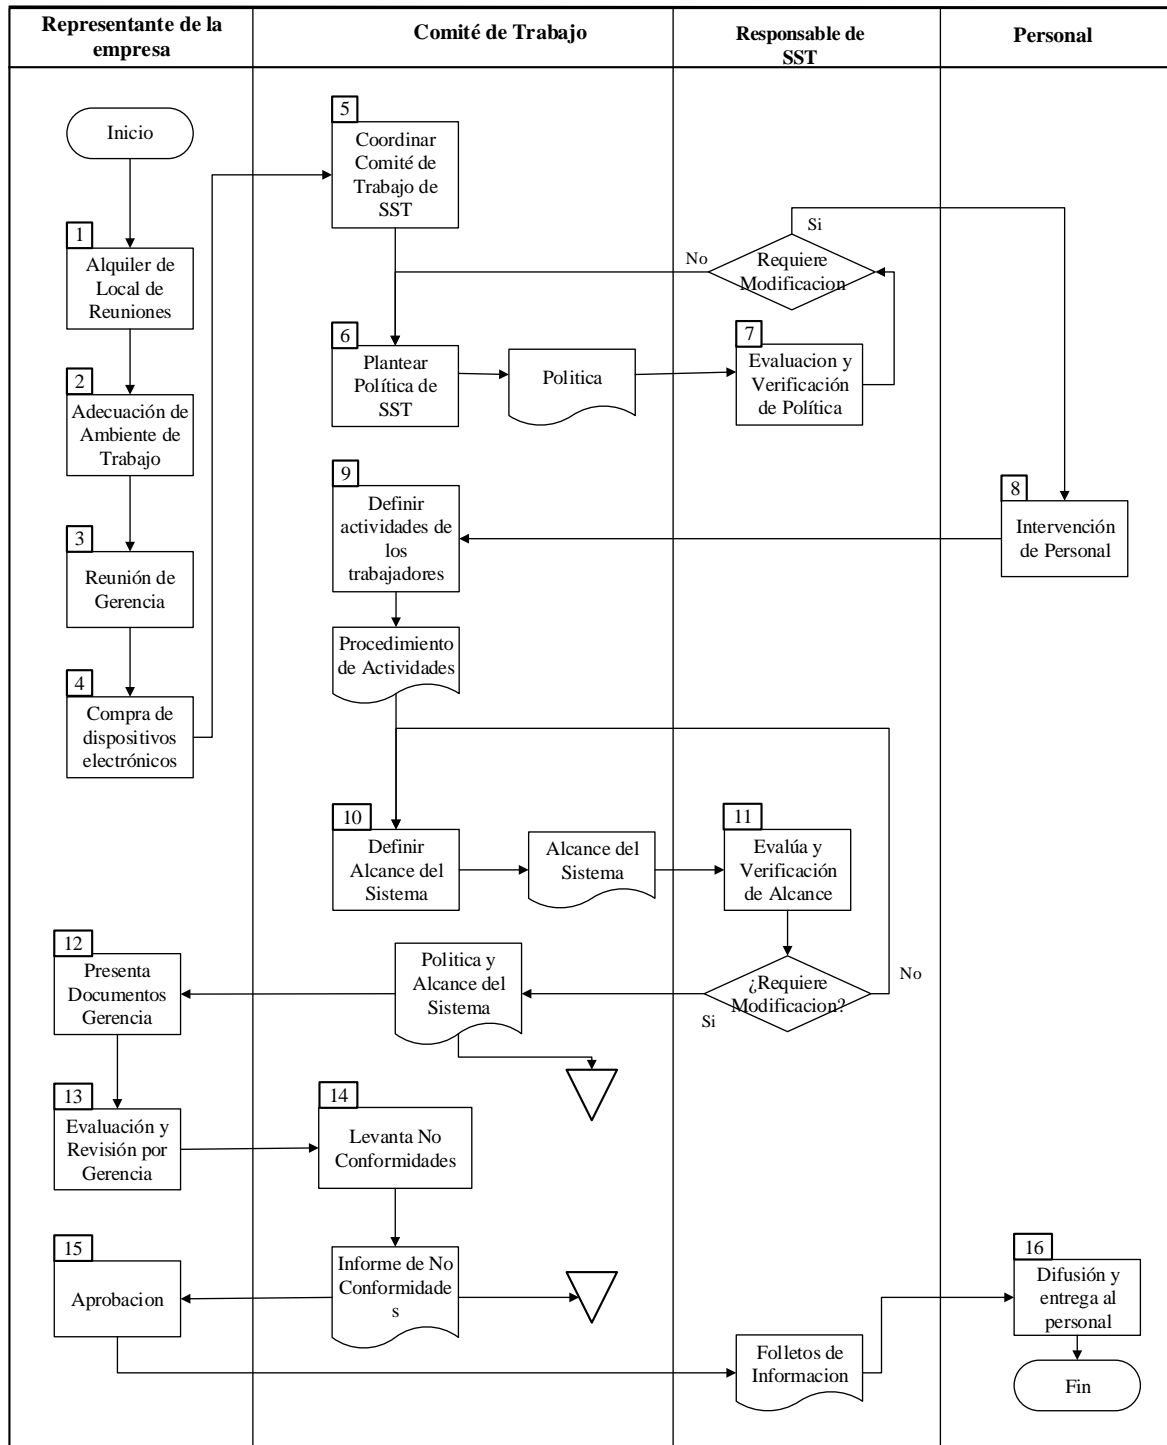 Representante de la
empresa
Comité de Trabajo
Responsable de
SST
Personal
Inicio
1
Alquiler de
Local de
Reuniones
2
Adecuación de
Ambiente de
Trabajo
3
Reunión de
Gerencia
4
Compra de
dispositivos
electrónicos
5
Coordinar
Comité de
Trabajo de
SST
Si
No
Requiere
Modificacion
6
Plantear
Política de
SST
Politica
7
Evaluacion y
Verificación
de Política
8
Intervención
de Personal
9
Definir
actividades de
los
trabajadores
Procedimiento
de Actividades
10
Definir
Alcance del
Sistema
Alcance del
Sistema
11
Evalúa y
Verificación
de Alcance
¿Requiere
Modificacion?
No
Si
Politica y
Alcance del
Sistema
12
Presenta
Documentos
Gerencia
13
Evaluación y
Revisión por
Gerencia
14
Levanta No
Conformidades
Informe de No
Conformidade
s
15
Aprobacion
Folletos de
Informacion
16
Difusión y
entrega al
personal
Fin